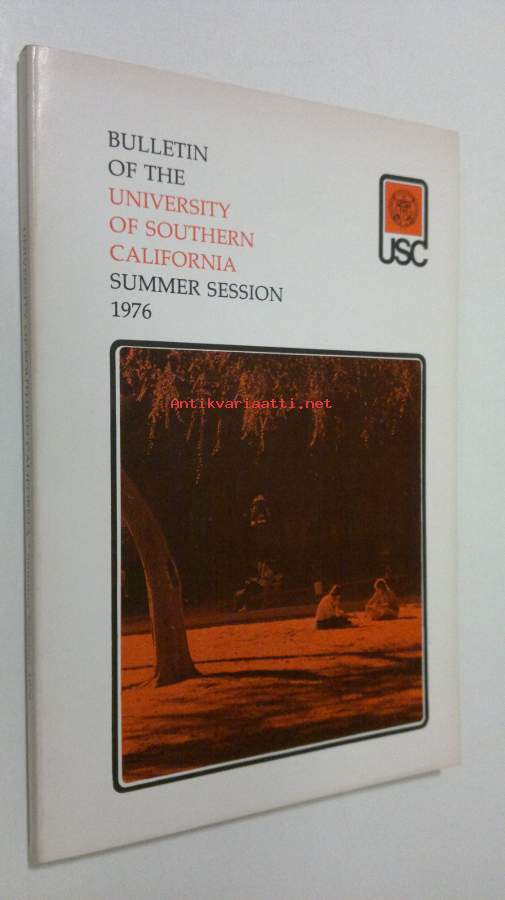 BULLETIN
OF THE
UNIVERSITY
OF SOUTHERN
CALIFORNIA
SUMMER SESSION
1976
USC
Antikvariaatti.net